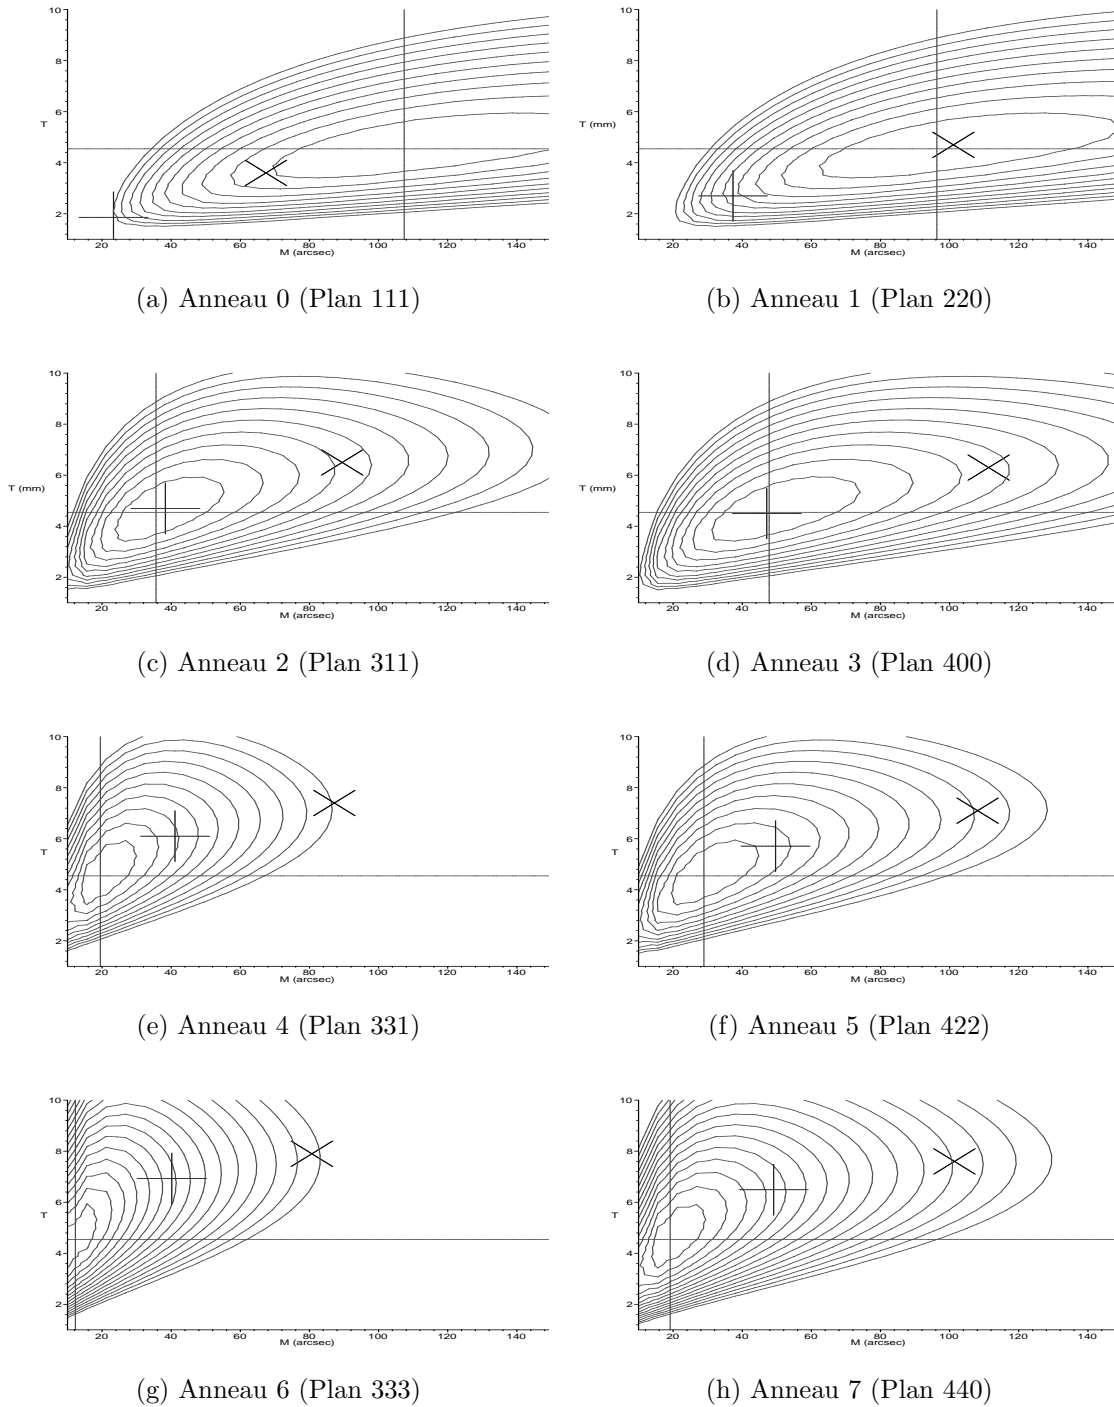 10
10
8
8
6
6
T
T (mm)
4
4
2
2
20 40 60 80 100 120 140
20 40 60 80 100 120 140
M (arcsec)
M (arcsec)
(a) Anneau 0 (Plan 111)
(b) Anneau 1 (Plan 220)
10
10
8
8
6
6
T (mm)
T (mm)
4
4
2
2
20 40 60 80 100 120 140
20 40 60 80 100 120 140
M (arcsec)
M (arcsec)
(c) Anneau 2 (Plan 311)
(d) Anneau 3 (Plan 400)
10
10
8
8
6
6
T
T
4
4
2
2
20 40 60 80 100 120 140
20 40 60 80 100 120 140
M (arcsec)
M (arcsec)
(e) Anneau 4 (Plan 331)
(f) Anneau 5 (Plan 422)
10
10
8
8
6
6
T
T
4
4
2
2
20 40 60 80 100 120 140
20 40 60 80 100 120 140
M (arcsec)
M (arcsec)
(g) Anneau 6 (Plan 333)
(h) Anneau 7 (Plan 440)